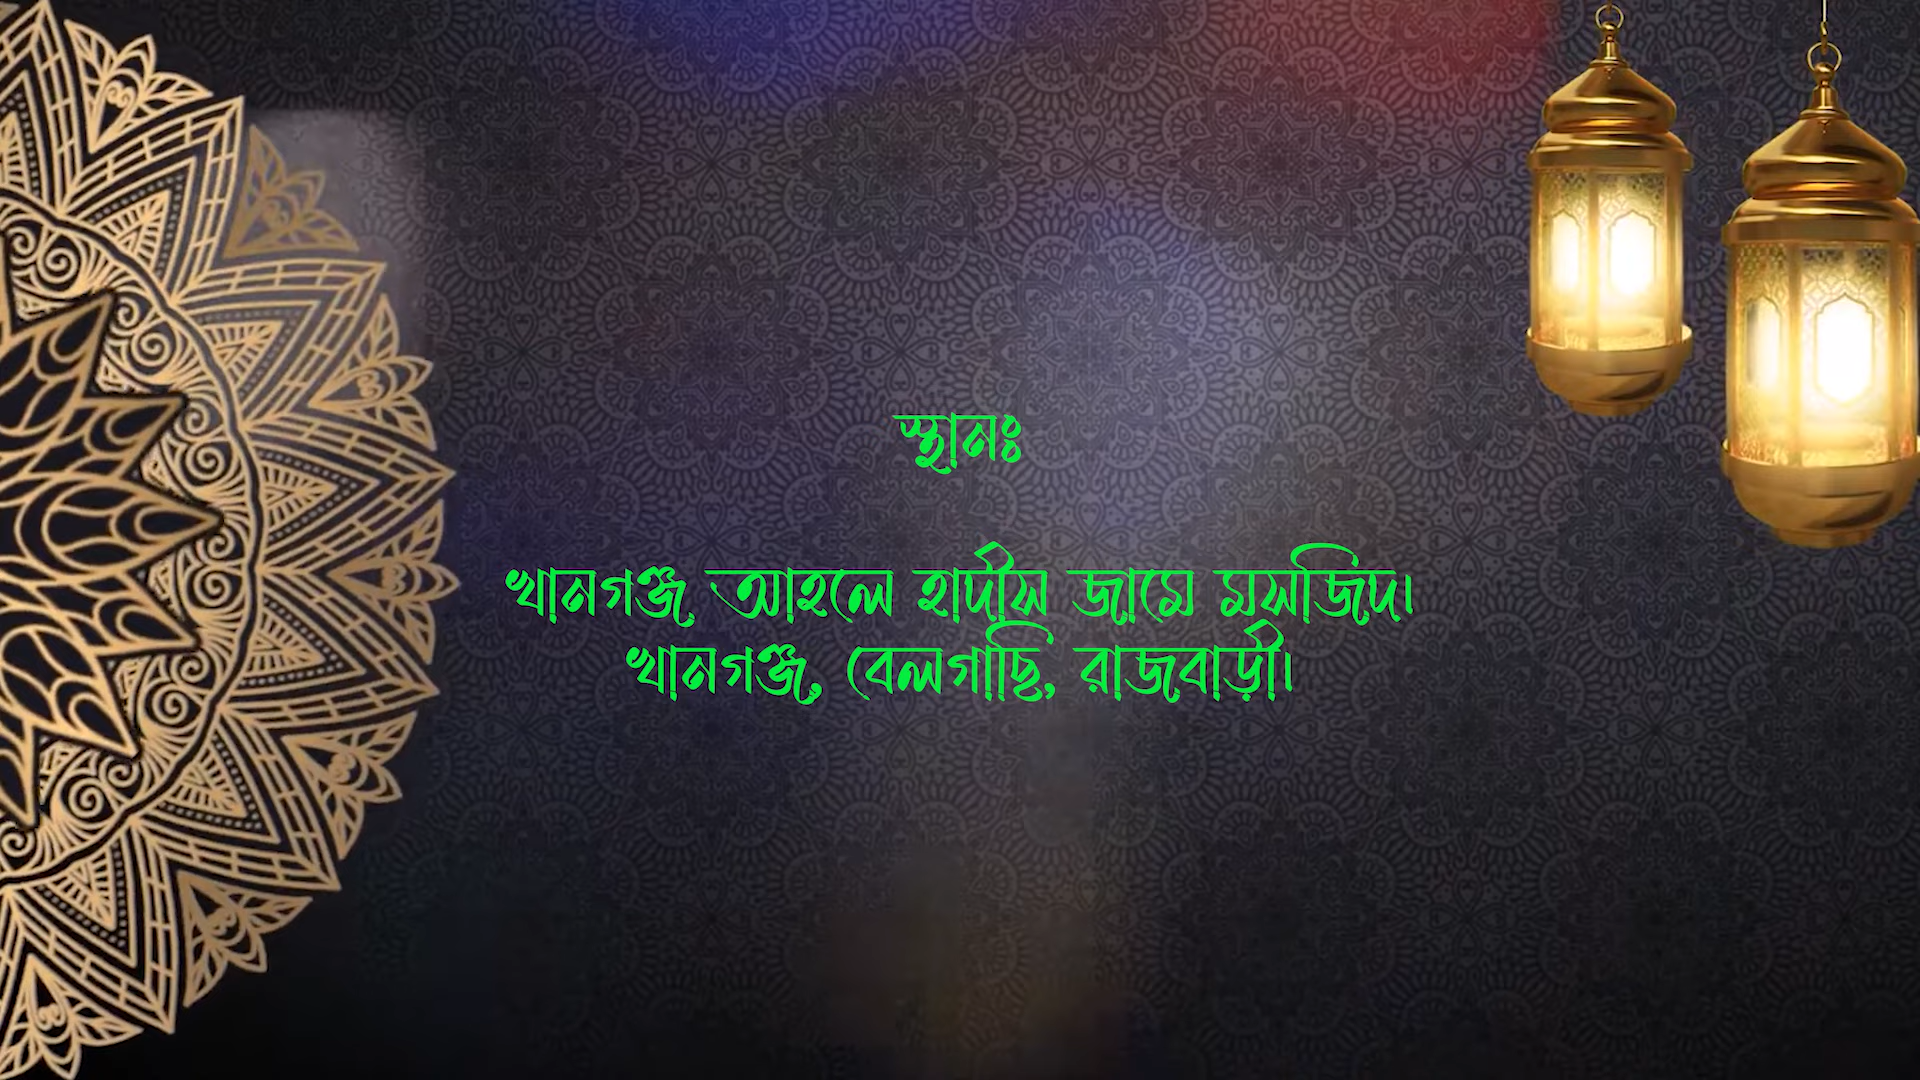 স্থানঃ
খানগঞ্জ আহলে হাদীস জামে মসজিদ।
খানগঞ্জ, বেলগাছি, রাজবাড়ী।